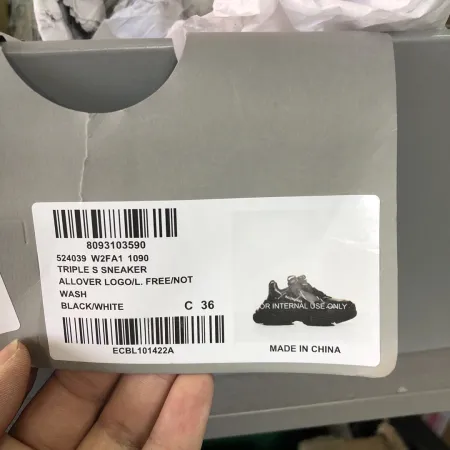 8093103590
524039 W2FA1 1090
TRIPLE S SNEAKER
ALLOVER LOGO/L. FREE/NOT
WASH
BLACK/WHITE C 36
ECBL101422A
FOR INTERNAL USE ONLY
MADE IN CHINA